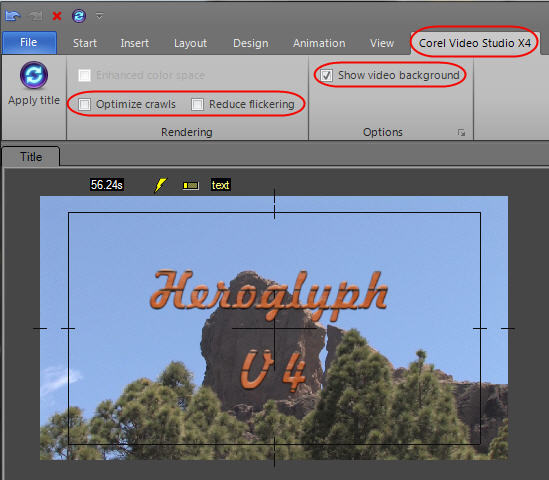 File Start Insert Layout Design Animation View Corel Video Studio X4
Enhanced color space
Show video background
Apply title
Optimize crawls Reduce flickering
Rendering Options
Title
56.24s text
Heroglyph
V 4